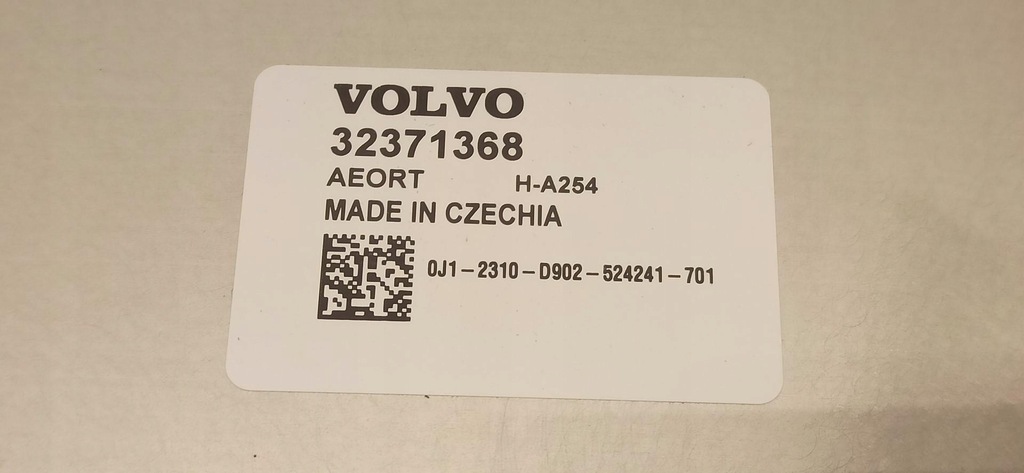 VOLVO
32371368
AEORT H-A254
MADE IN CZECHIA
0J1-2310-D902-524241-701